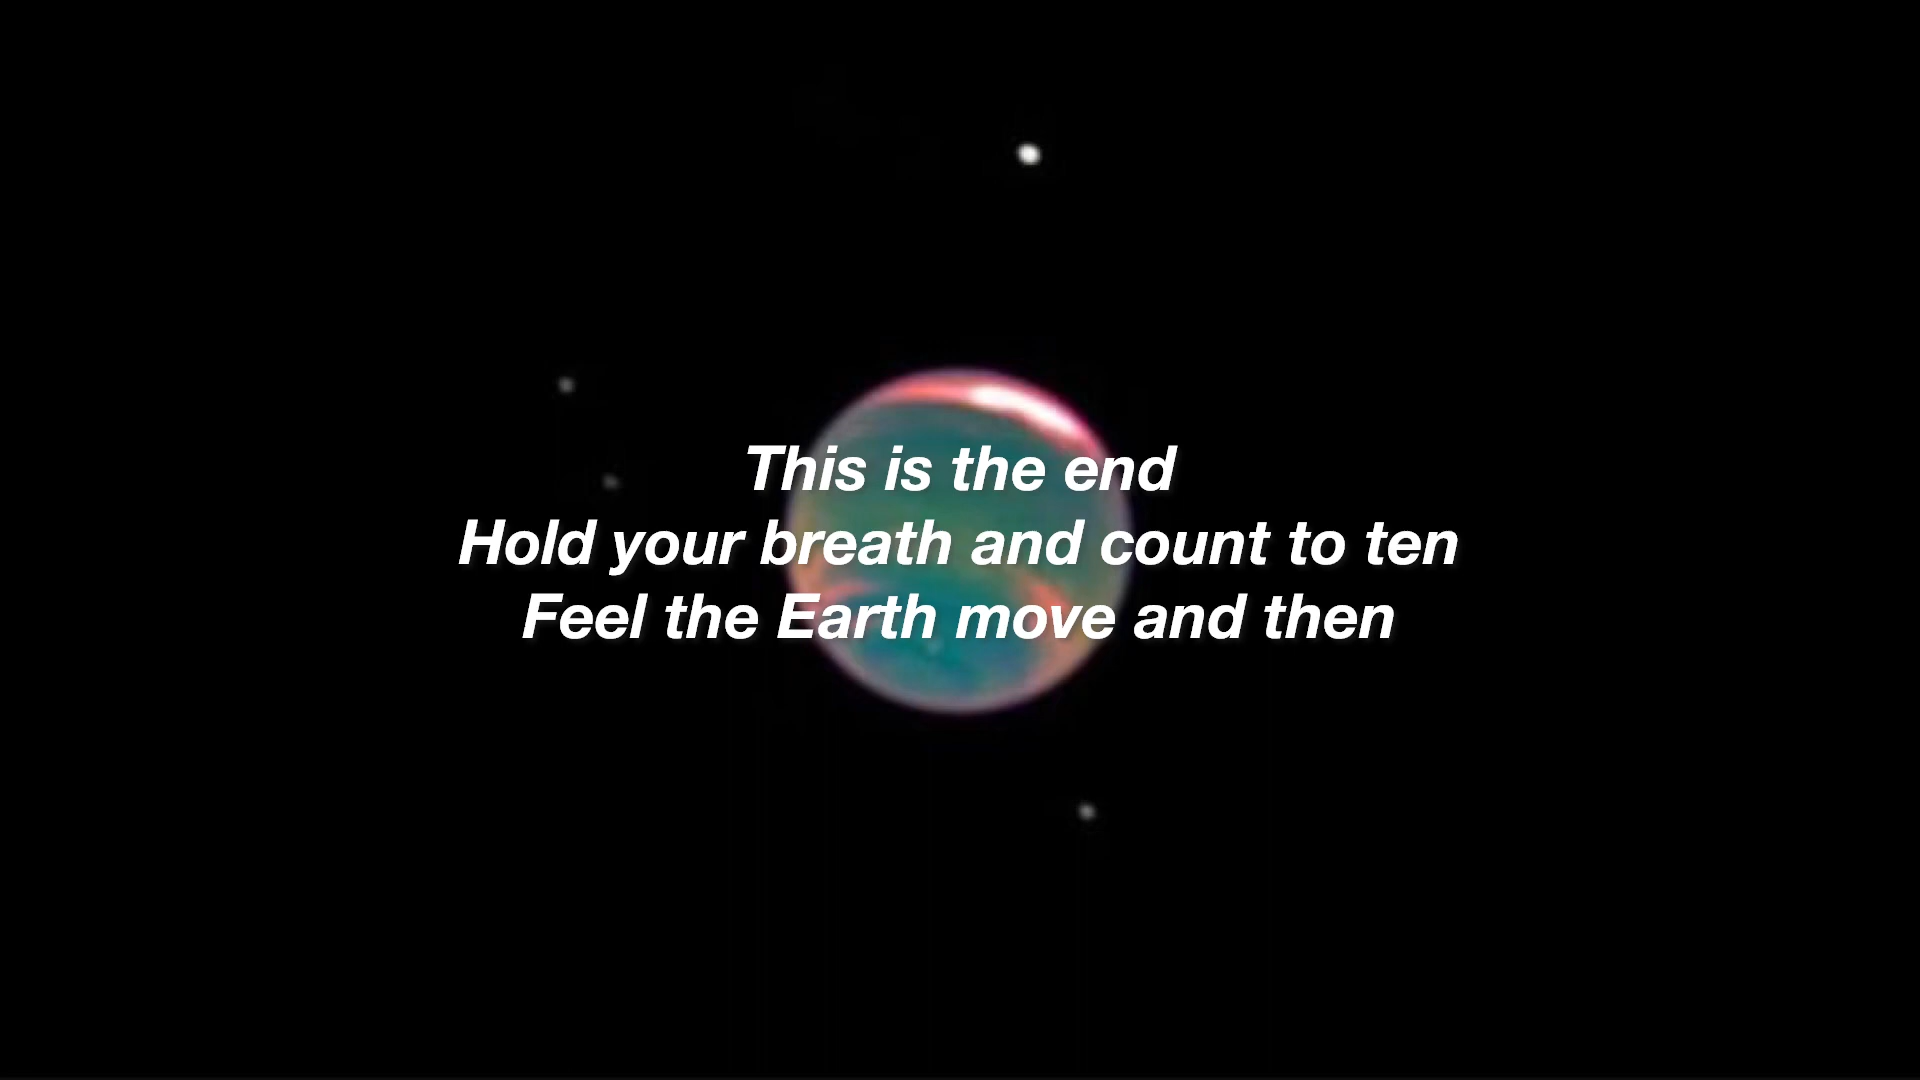 This is the end
Hold your breath and count to ten
Feel the Earth move and then